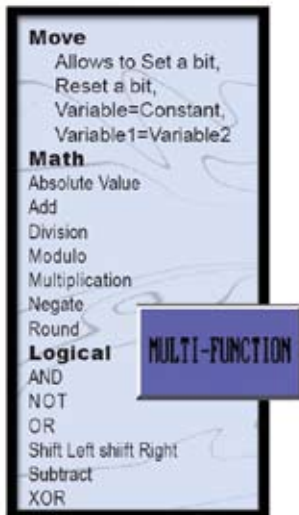 Move
Allows to Set a bit,
Reset a bit,
Variable=Constant,
Variable1=Variable2
Math
Absolute Value
Add
Division
Modulo
Multiplication
Negate
Round
Logical
AND
NOT
OR
Shift Left shiift Right
Subtract
XOR
MULTI-FUNCTION